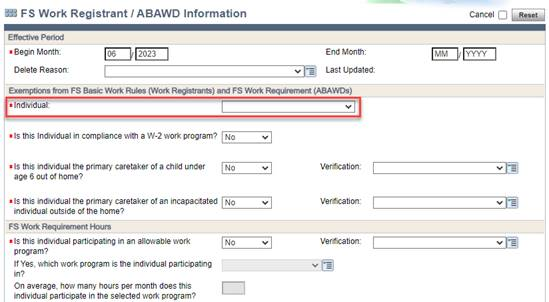 FS Work Registrant / ABAWD Information
Cancel Reset
Effective Period
Begin Month: 06 / 2023 End Month: MM / YYYY
Delete Reason: Last Updated:
Exemptions from FS Basic Work Rules (Work Registrants) and FS Work Requirement (ABAWDs)
Individual:
Is this Individual in compliance with a W-2 work program? No
Is this individual the primary caretaker of a child under age 6 out of home? No Verification:
Is this individual the primary caretaker of an incapacitated individual outside of the home? No Verification:
FS Work Requirement Hours
Is this individual participating in an allowable work program? No Verification:
If Yes, which work program is the individual participating in?
On average, how many hours per month does this individual participate in the selected work program?